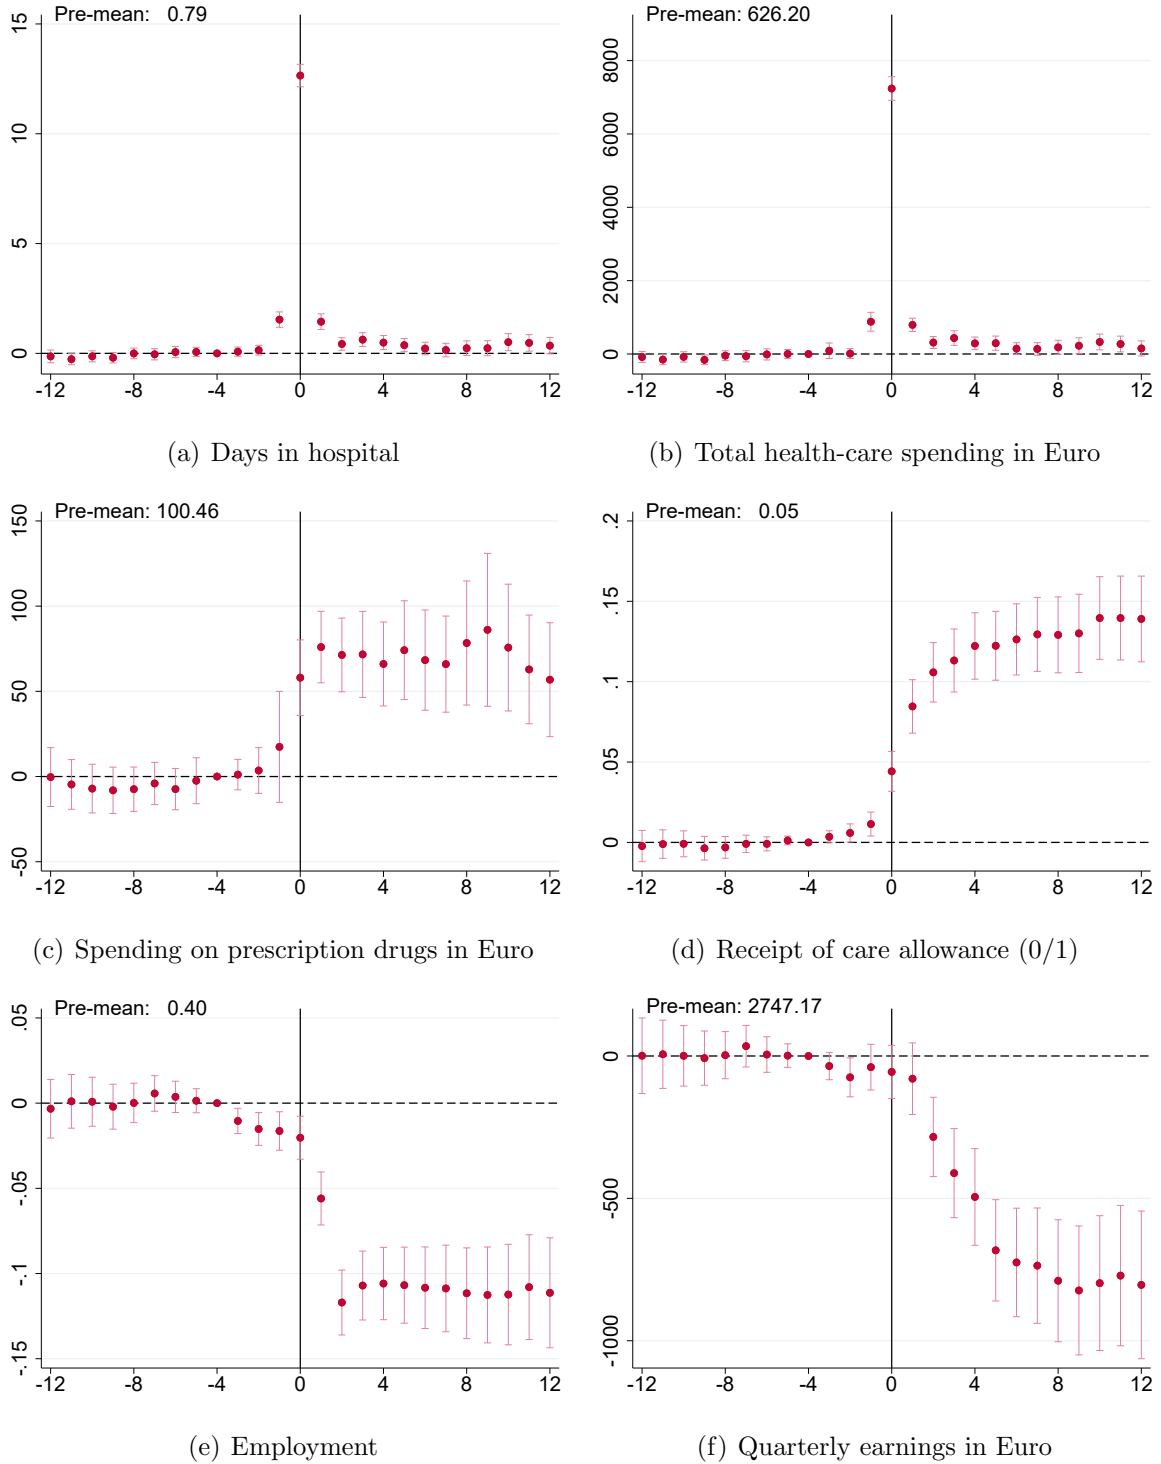 Pre-mean: 0.79
15
10
5
0
-12 -8 -4 0 4 8 12
(a) Days in hospital
Pre-mean: 626.20
8000
6000
4000
2000
0
-12 -8 -4 0 4 8 12
(b) Total health-care spending in Euro
Pre-mean: 100.46
150
100
50
0
-50
-12 -8 -4 0 4 8 12
(c) Spending on prescription drugs in Euro
Pre-mean: 0.05
.2
.15
.1
.05
0
-12 -8 -4 0 4 8 12
(d) Receipt of care allowance (0/1)
Pre-mean: 0.40
.05
0
-.05
-.1
-.15
-12 -8 -4 0 4 8 12
(e) Employment
Pre-mean: 2747.17
0
-500
-1000
-12 -8 -4 0 4 8 12
(f) Quarterly earnings in Euro